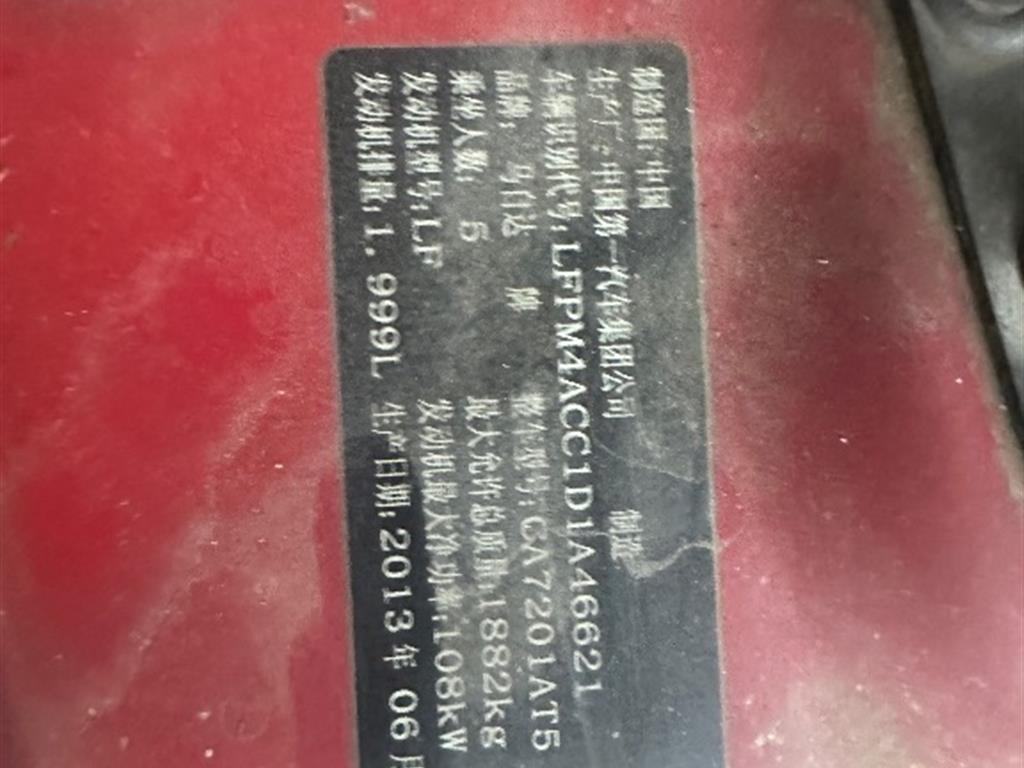 制造国:中国
生产厂:中国第一汽车集团公司 制造
车辆识别代号:LFPM4ACC1D1A46621
品牌: 马自达 牌 整车型号:CA7201AT5
乘坐人数: 5 最大允许总质量:1882kg
发动机型号:LF 发动机最大净功率:108kW
发动机排量:1.999L 生产日期:2013年06月